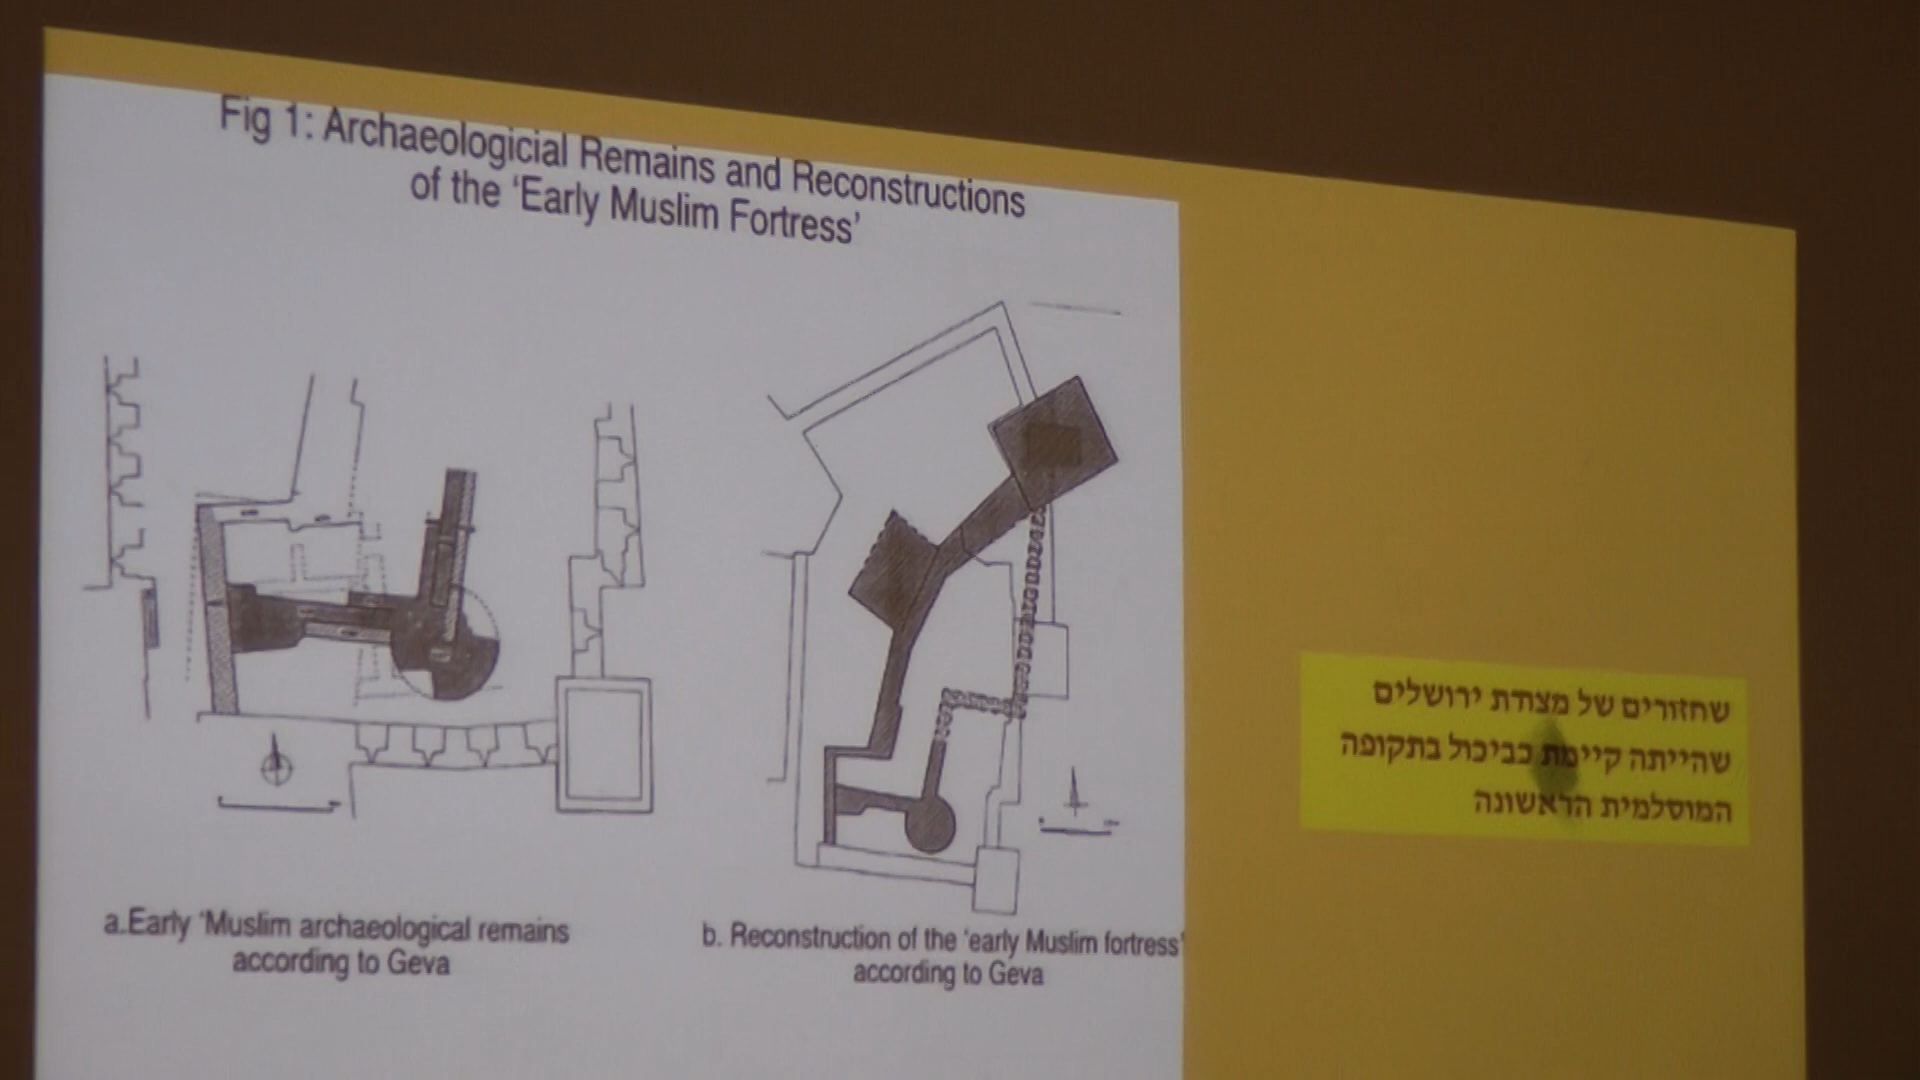 Fig 1: Archaeologicial Remains and Reconstructions
of the ‘Early Muslim Fortress’
a.Early ‘Muslim archaeological remains
according to Geva
b. Reconstruction of the ‘early Muslim fortress’
according to Geva
שחזורים של מצודת ירושלים
שהייתה קיימת כביכול בתקופה
המוסלמית הראשונה